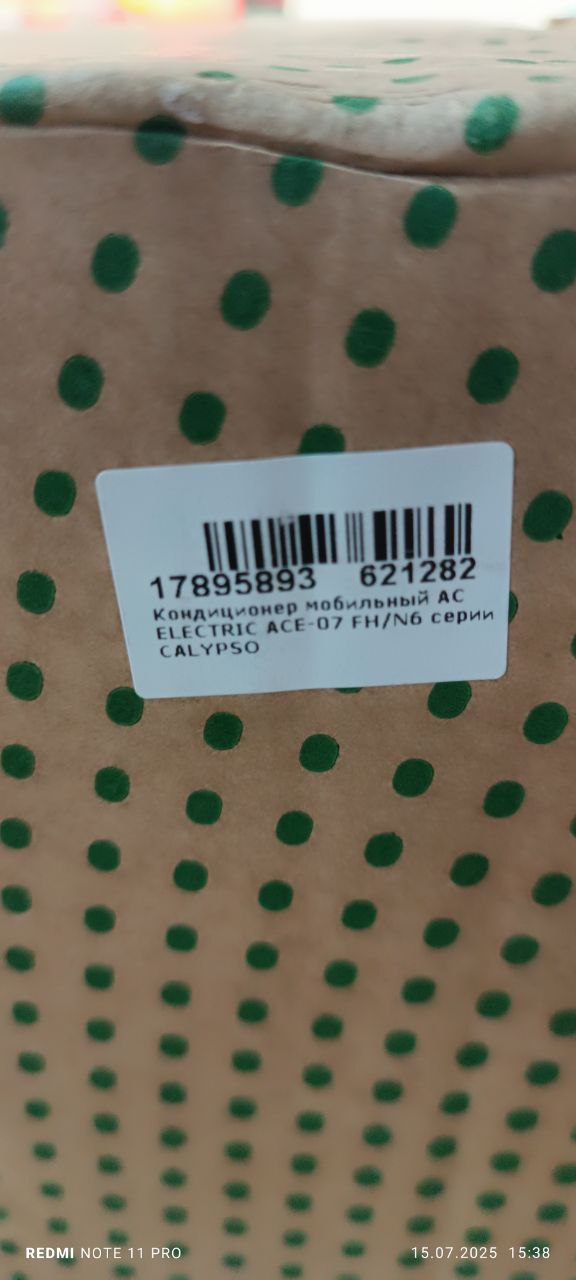 17895893 621282
Кондиционер мобильный AC
ELECTRIC ACE-07 FH/N6 серии
CALYPSO
REDMI NOTE 11 PRO
15.07.2025 15:38